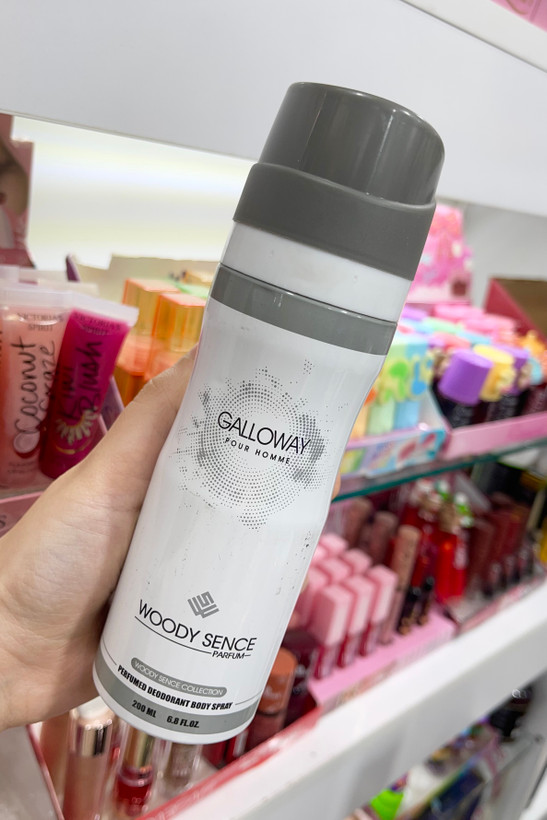 GALLOWAY
POUR HOMME
WOODY SENCE
PARFUM
WOODY SENCE COLLECTION
PERFUMED DEODORANT BODY SPRAY
200 ML 6.8 FL.OZ.
Coconut